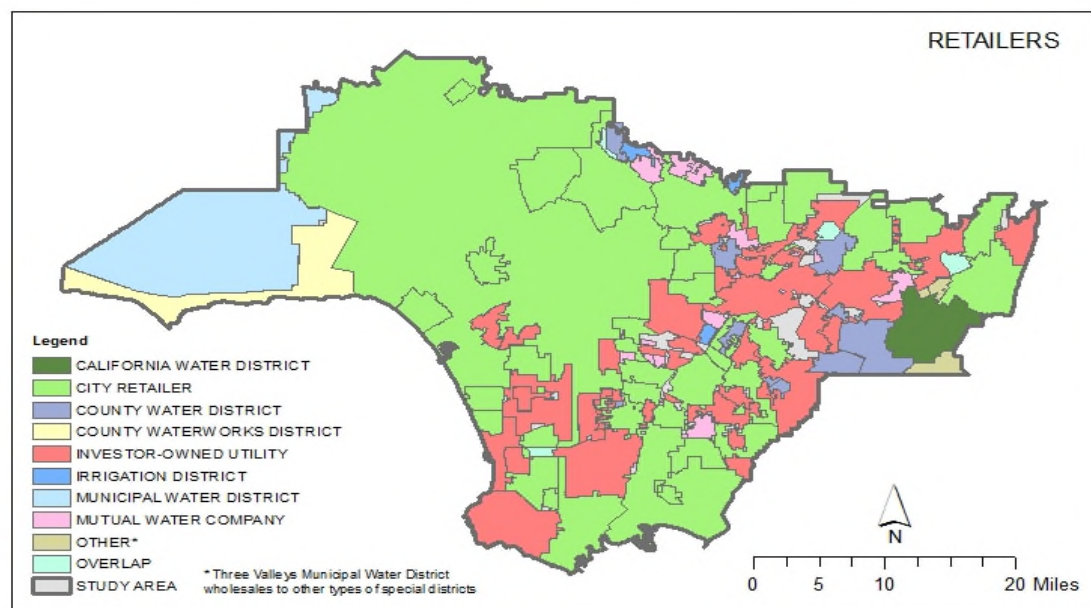 RETAILERS
Legend
CALIFORNIA WATER DISTRICT
CITY RETAILER
COUNTY WATER DISTRICT
COUNTY WATERWORKS DISTRICT
INVESTOR-OWNED UTILITY
IRRIGATION DISTRICT
MUNICIPAL WATER DISTRICT
MUTUAL WATER COMPANY
OTHER*
OVERLAP
STUDY AREA
* Three Valleys Municipal Water District
wholesales to other types of special districts
N
0 5 10 20 Miles